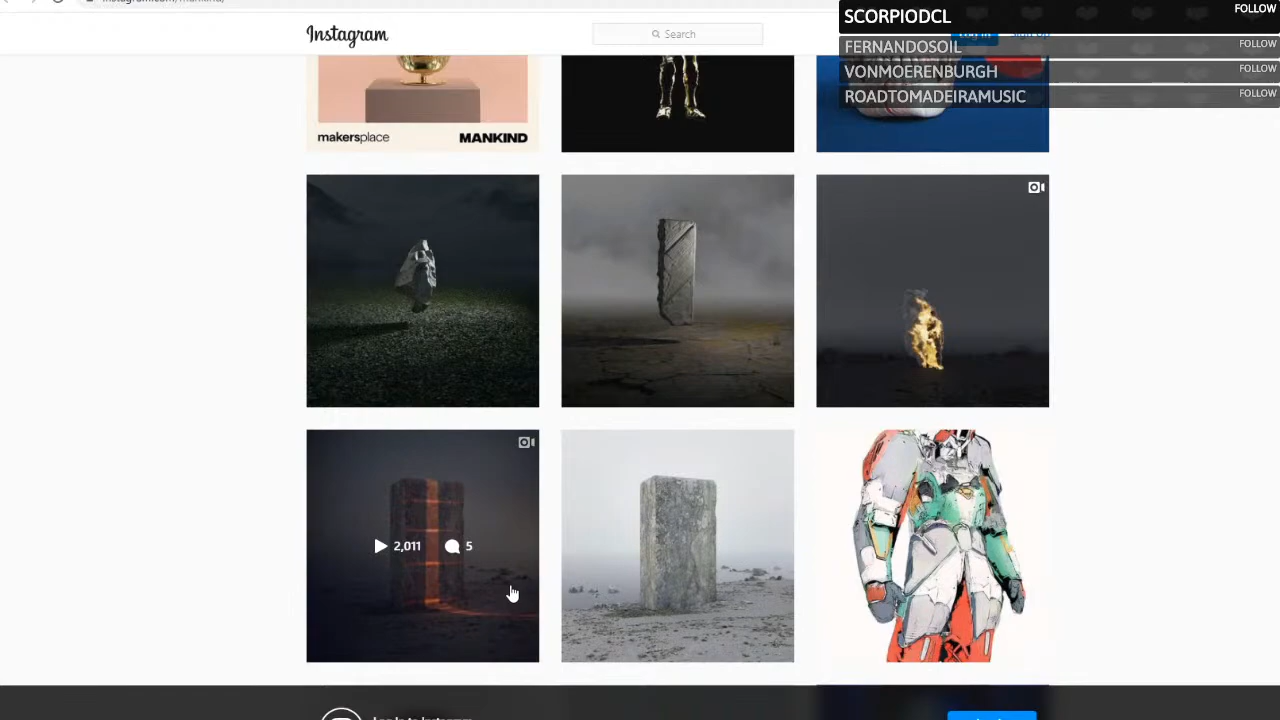 Instagram
Search
SCORPIODCL FOLLOW
FERNANDOSOIL FOLLOW
VONMOERENBURGH FOLLOW
ROADTOMADEIRAMUSIC FOLLOW
makersplace MANKIND
2,011 5